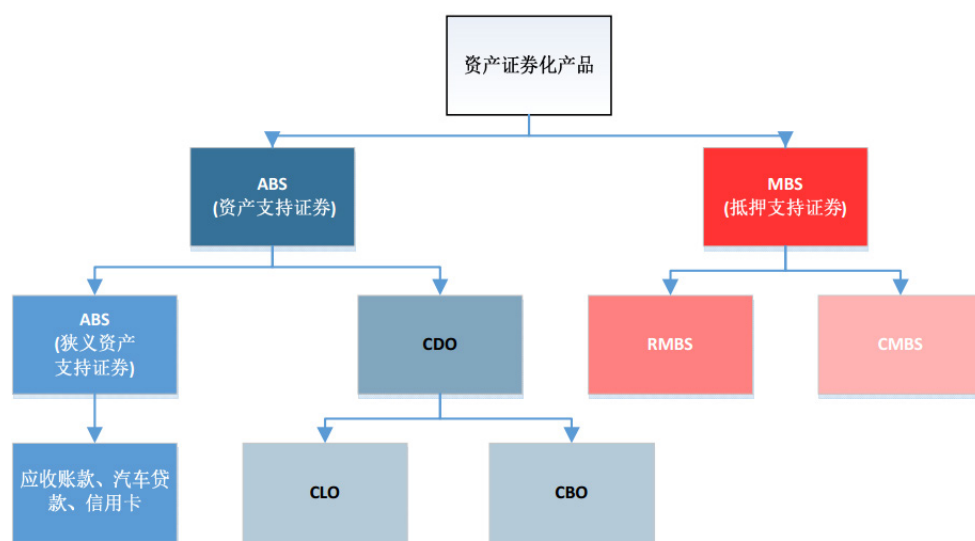 资产证券化产品
ABS
(资产支持证券)
MBS
(抵押支持证券)
ABS
(狭义资产
支持证券)
CDO
RMBS
CMBS
应收账款、汽车贷
款、信用卡
CLO
CBO